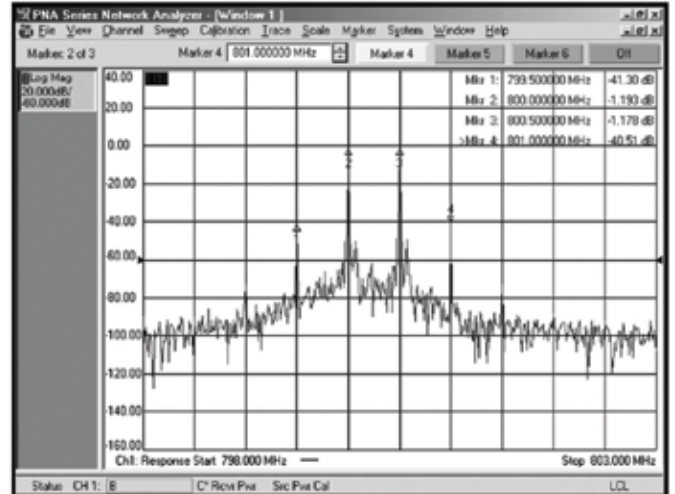 PNA Series Network Analyzer - [Window 1]
File View Channel Sweep Calibration Trace Scale Marker System Window Help
Marker: 2 of 3 Marker 4 801.000000 MHz Marker 4 Marker 5 Marker 6 Off
Log Mag
20.000dB/
-60.000dB
40.00
20.00
0.00
-20.00
-40.00
-60.00
-80.00
-100.00
-120.00
-140.00
-160.00
Mkr 1: 799.500000 MHz -41.30 dB
Mkr 2: 800.000000 MHz -1.193 dB
Mkr 3: 800.500000 MHz -1.178 dB
>Mkr 4: 801.000000 MHz -40.51 dB
1
2
3
4
Ch1: Response Start 798.000 MHz
Stop 803.000 MHz
Status CH 1: B C* Rcvr Pwr Src Pwr Cal LCL